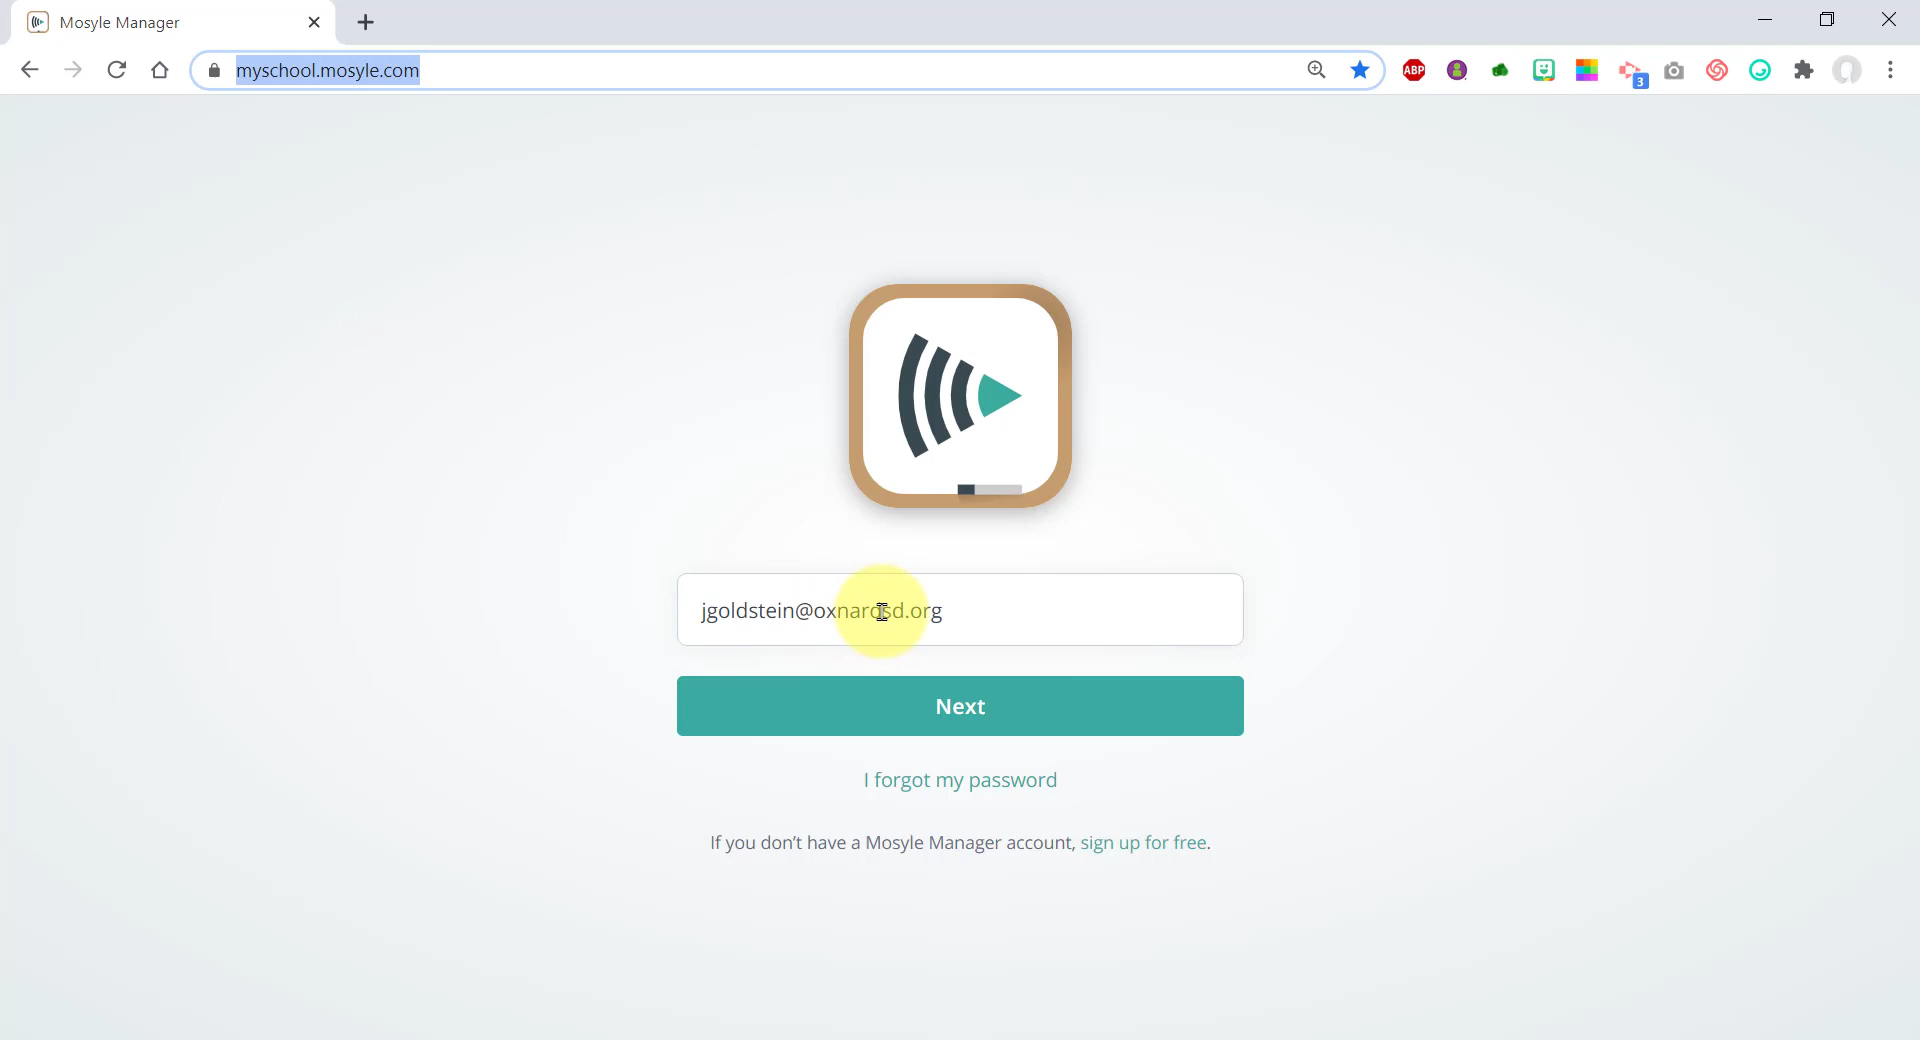 Mosyle Manager
myschool.mosyle.com
ABP
3
jgoldstein@oxnardsd.org
Next
I forgot my password
If you don't have a Mosyle Manager account, sign up for free.